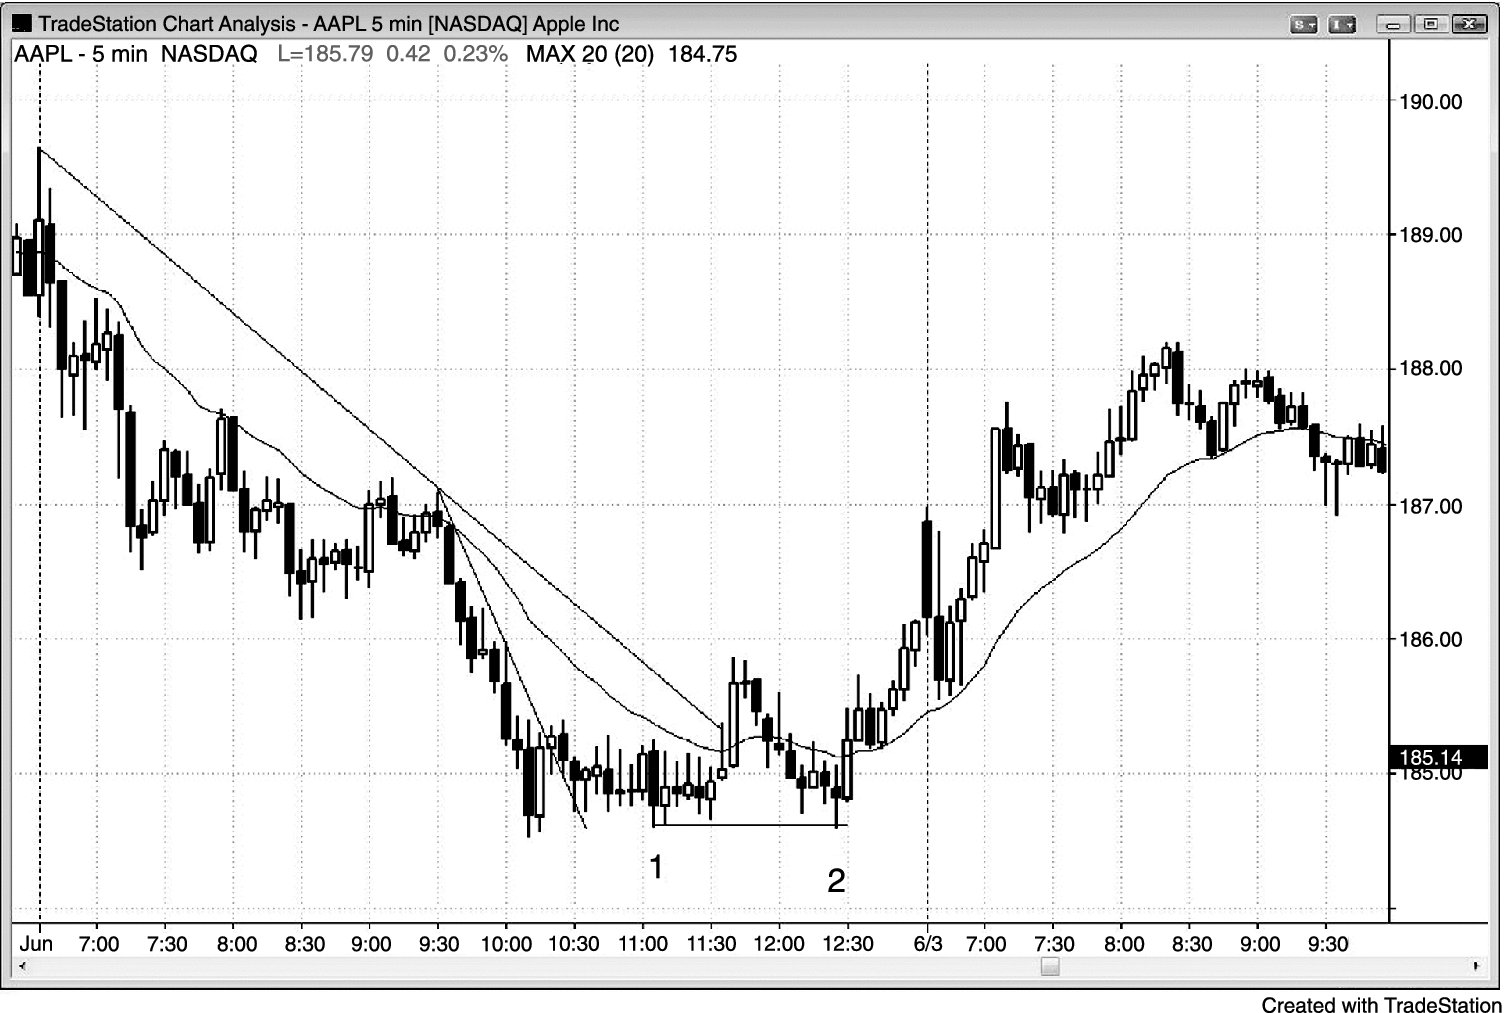 TradeStation Chart Analysis - AAPL 5 min [NASDAQ] Apple Inc
S I
AAPL - 5 min NASDAQ L=185.79 0.42 0.23% MAX 20 (20) 184.75
190.00
189.00
188.00
187.00
186.00
185.14
185.00
1
2
Jun 7:00 7:30 8:00 8:30 9:00 9:30 10:00 10:30 11:00 11:30 12:00 12:30 6/3 7:00 7:30 8:00 8:30 9:00 9:30
Created with TradeStation